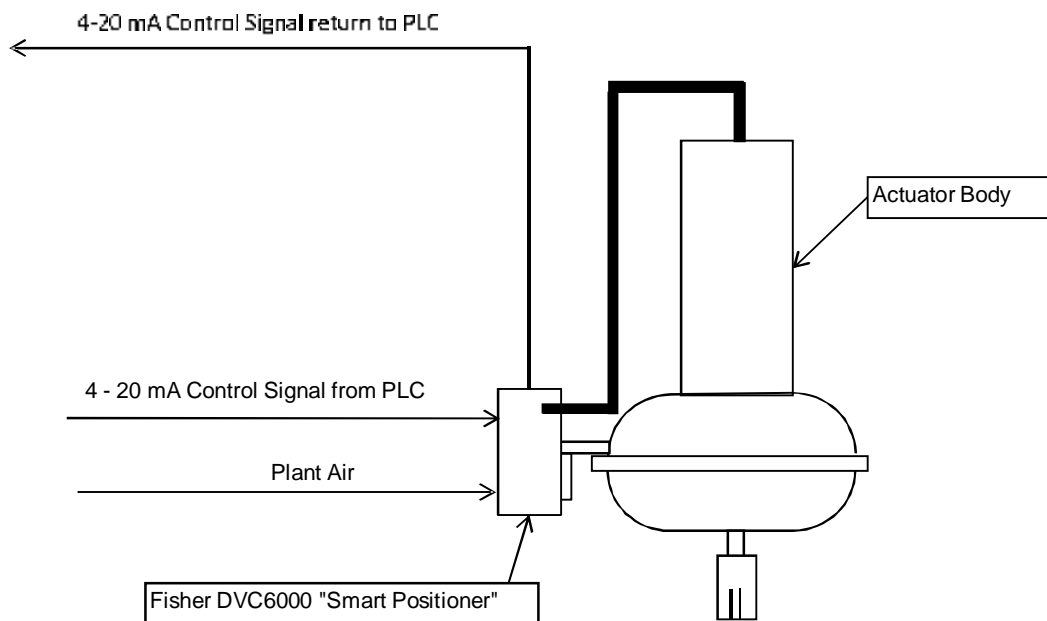 4-20 mA Control Signal return to PLC
Actuator Body
4 - 20 mA Control Signal from PLC
Plant Air
Fisher DVC6000 "Smart Positioner"